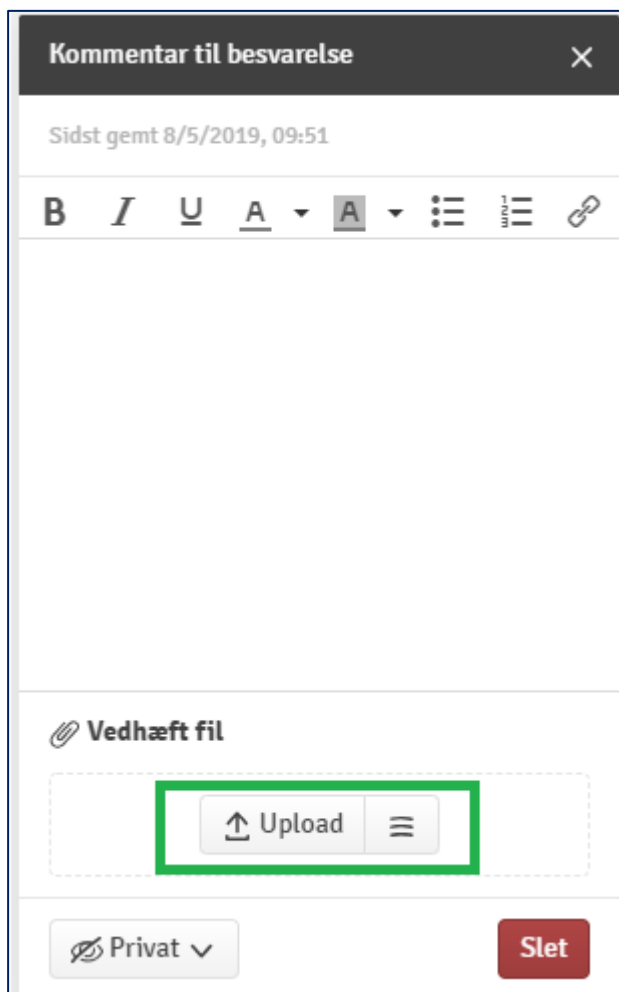 Kommentar til besvarelse
Sidst gemt 8/5/2019, 09:51
B I U A A
Vedhæft fil
Upload
Privat
Slet